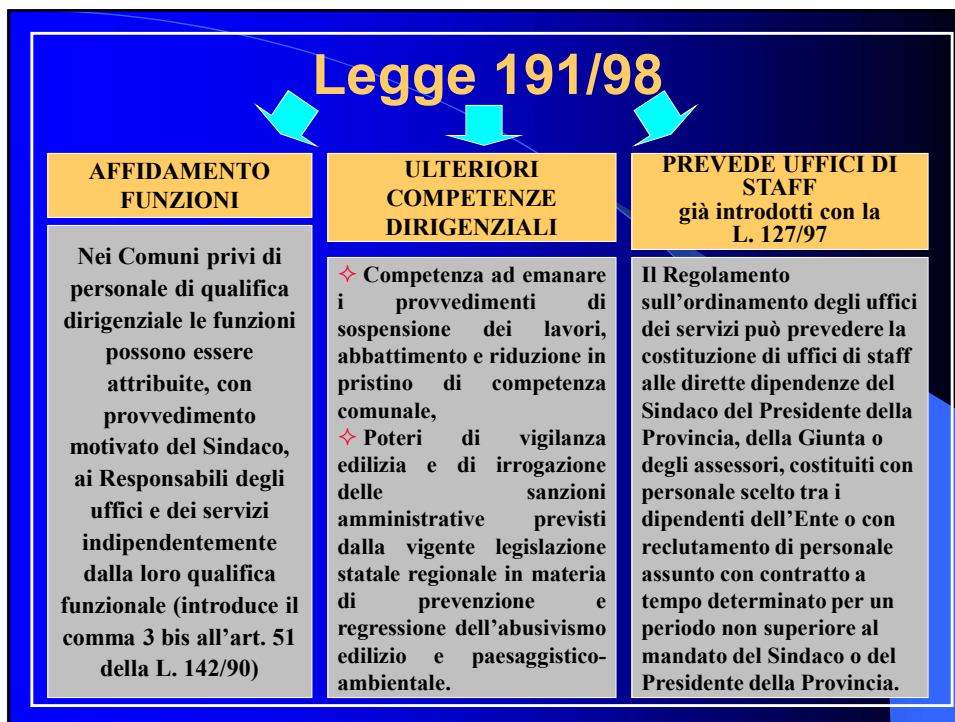 Legge 191/98
AFFIDAMENTO
FUNZIONI
Nei Comuni privi di
personale di qualifica
dirigenziale le funzioni
possono essere
attribuite, con
provvedimento
motivato del Sindaco,
ai Responsabili degli
uffici e dei servizi
indipendentemente
dalla loro qualifica
funzionale (introduce il
comma 3 bis all'art. 51
della L. 142/90)
ULTERIORI
COMPETENZE
DIRIGENZIALI
✧ Competenza ad emanare
i provvedimenti di
sospensione dei lavori,
abbattimento e riduzione in
pristino di competenza
comunale,
✧ Poteri di vigilanza
edilizia e di irrogazione
delle sanzioni
amministrative previsti
dalla vigente legislazione
statale regionale in materia
di prevenzione e
regressione dell'abusivismo
edilizio e paesaggistico-
ambientale.
PREVEDE UFFICI DI
STAFF
già introdotti con la
L. 127/97
Il Regolamento
sull'ordinamento degli uffici
dei servizi può prevedere la
costituzione di uffici di staff
alle dirette dipendenze del
Sindaco del Presidente della
Provincia, della Giunta o
degli assessori, costituiti con
personale scelto tra i
dipendenti dell'Ente o con
reclutamento di personale
assunto con contratto a
tempo determinato per un
periodo non superiore al
mandato del Sindaco o del
Presidente della Provincia.